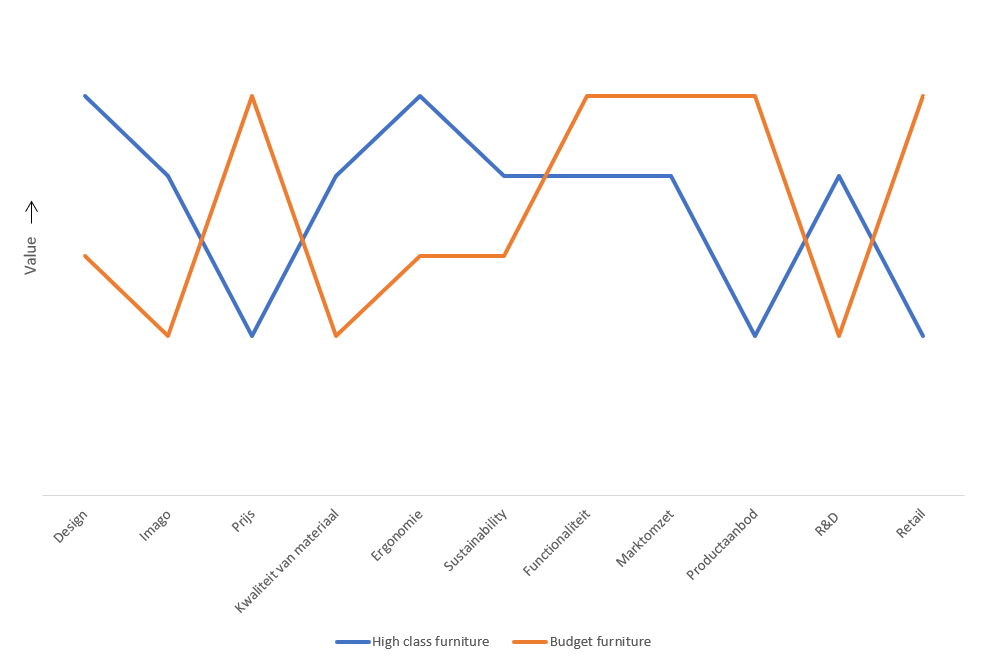 Value
Design
Imago
Prijs
Kwaliteit van materiaal
Ergonomie
Sustainability
Functionaliteit
Marktomzet
Productaanbod
R&D
Retail
High class furniture
Budget furniture